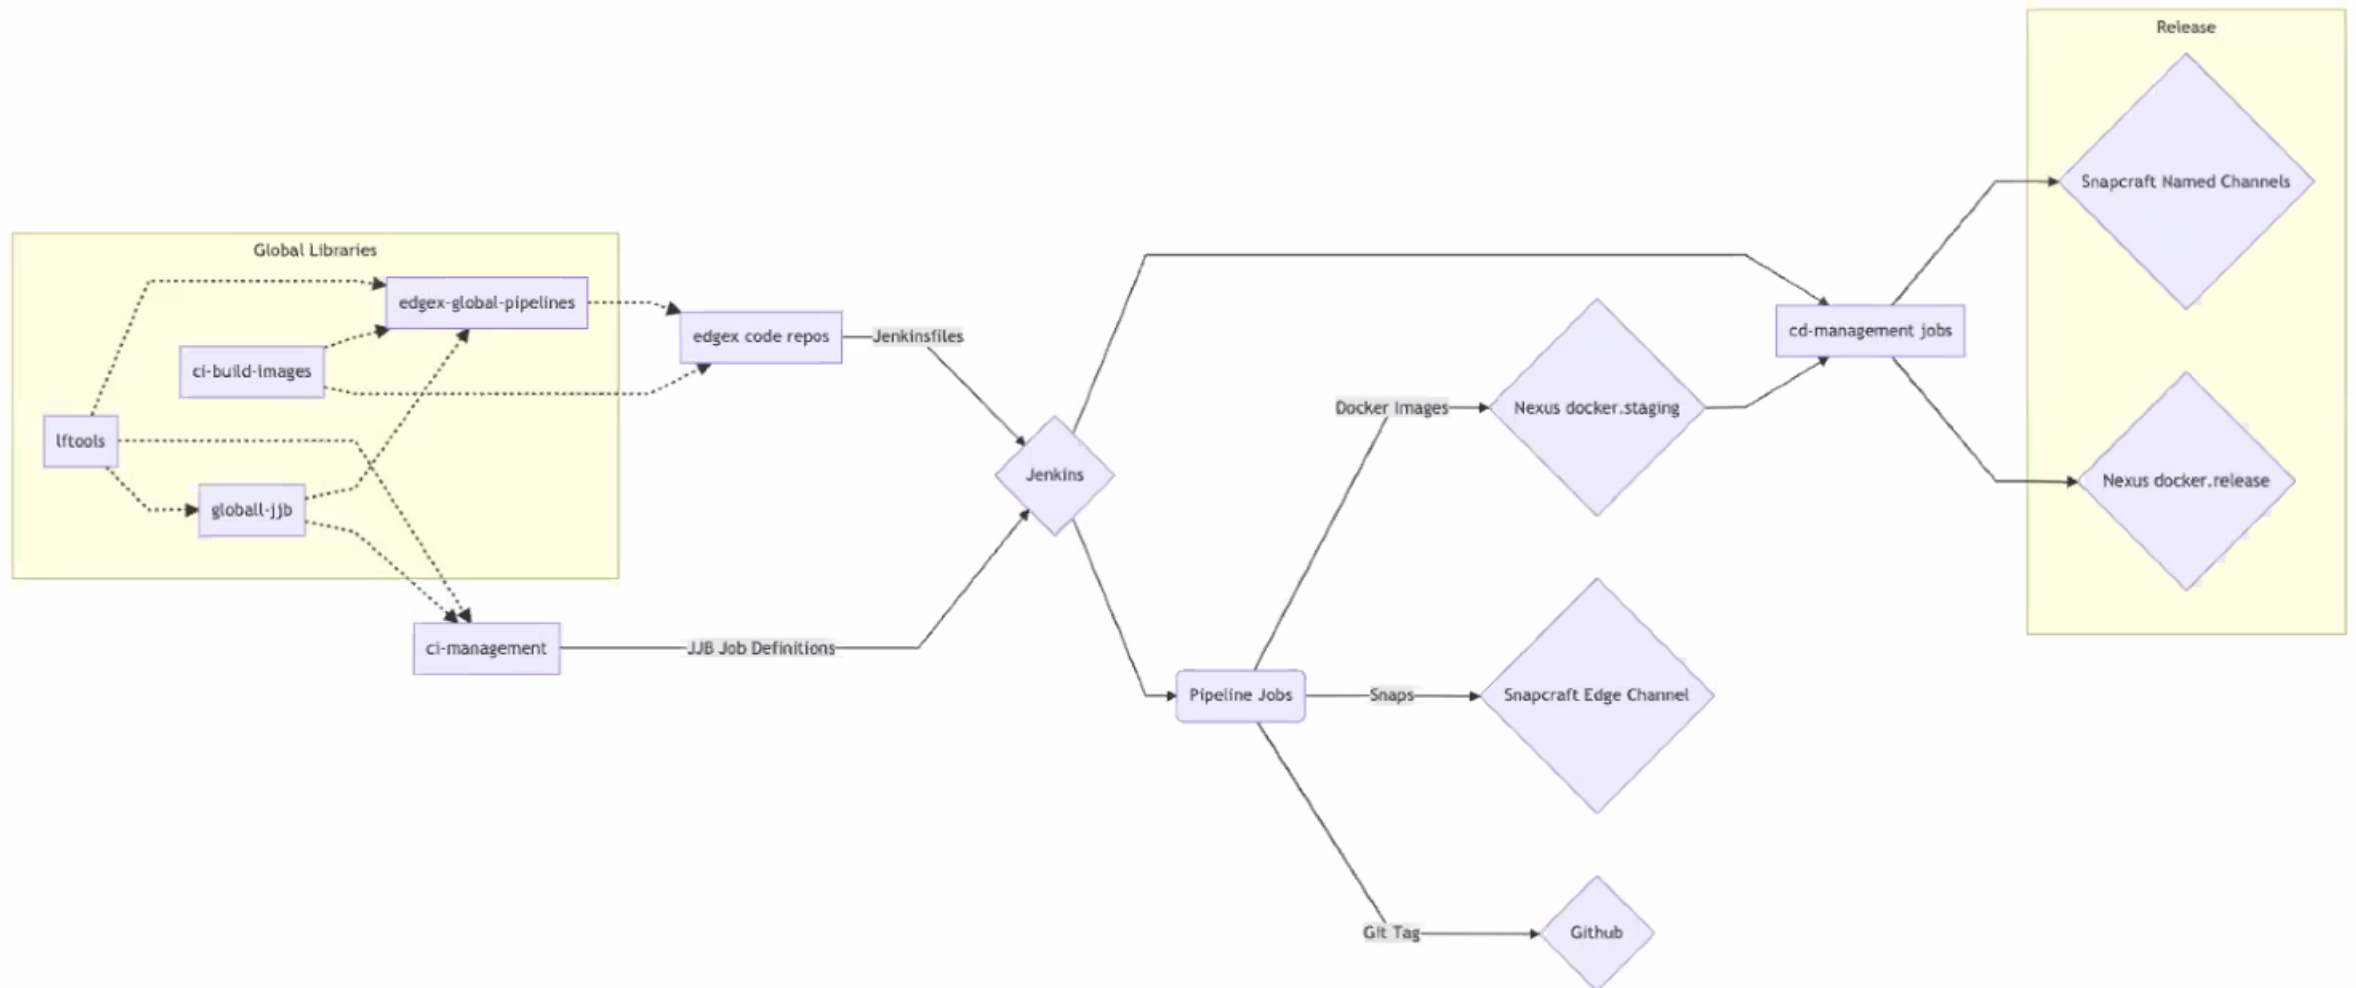 Release
Snapcraft Named Channels
Global Libraries
edgex-global-pipelines
edgex code repos
Jenkinsfiles
cd-management jobs
ci-build-images
Docker Images
Nexus docker.staging
lftools
Jenkins
Nexus docker.release
globall-jjb
ci-management
JJB Job Definitions
Pipeline Jobs
Snaps
Snapcraft Edge Channel
Git Tag
Github